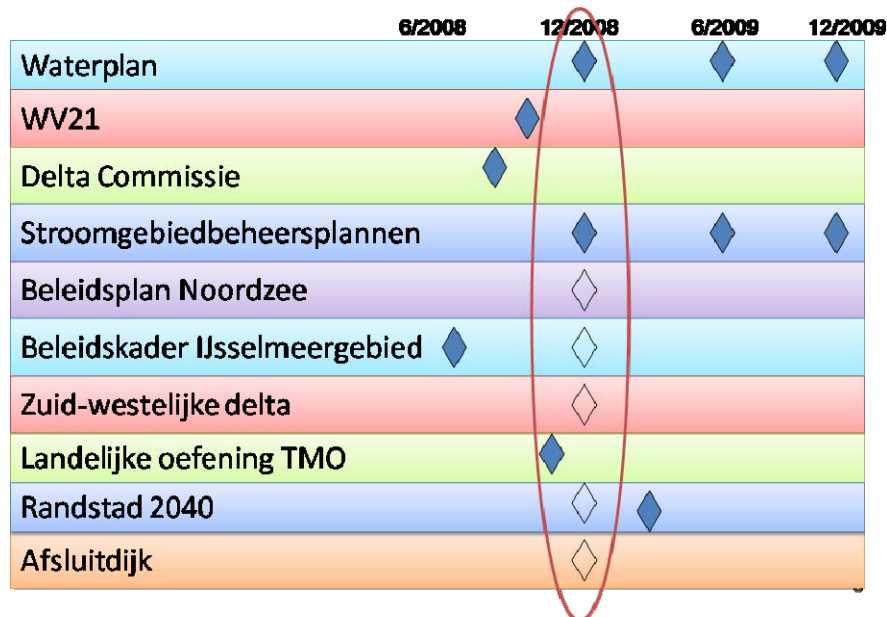 6/2008 12/2008 6/2009 12/2009
Waterplan
WV21
Delta Commissie
Stroomgebiedbeheersplannen
Beleidsplan Noordzee
Beleidskader IJsselmeergebied
Zuid-westelijke delta
Landelijke oefening TMO
Randstad 2040
Afsluitdijk